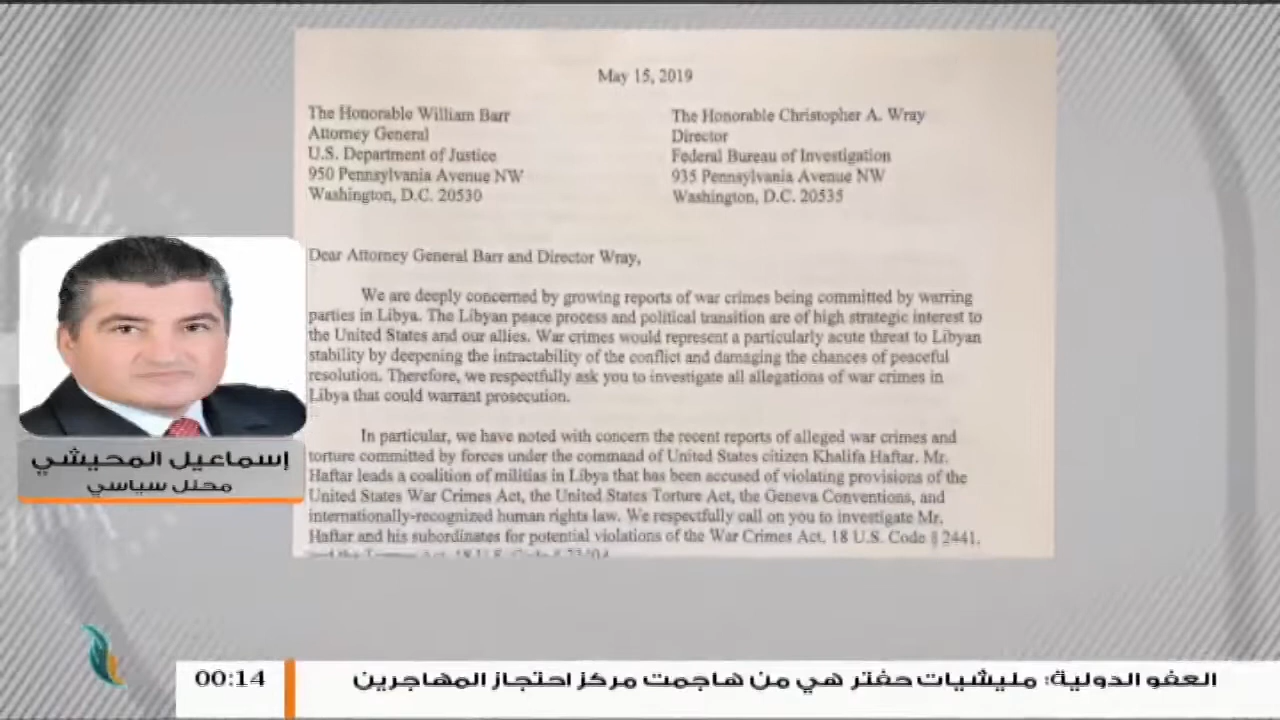 May 15, 2019
The Honorable William Barr
Attorney General
U.S. Department of Justice
950 Pennsylvania Avenue NW
Washington, D.C. 20530
The Honorable Christopher A. Wray
Director
Federal Bureau of Investigation
935 Pennsylvania Avenue NW
Washington, D.C. 20535
Dear Attorney General Barr and Director Wray,
We are deeply concerned by growing reports of war crimes being committed by warring
parties in Libya. The Libyan peace process and political transition are of high strategic interest to
the United States and our allies. War crimes would represent a particularly acute threat to Libyan
stability by deepening the intractability of the conflict and damaging the chances of peaceful
resolution. Therefore, we respectfully ask you to investigate all allegations of war crimes in
Libya that could warrant prosecution.
In particular, we have noted with concern the recent reports of alleged war crimes and
torture committed by forces under the command of United States citizen Khalifa Haftar. Mr.
Haftar leads a coalition of militias in Libya that has been accused of violating provisions of the
United States War Crimes Act, the United States Torture Act, the Geneva Conventions, and
internationally-recognized human rights law. We respectfully call on you to investigate Mr.
Haftar and his subordinates for potential violations of the War Crimes Act, 18 U.S. Code § 2441,
إسماعيل المحيشي
محلل سياسي
00:14
العفو الدولية: مليشيات حفتر هي من هاجمت مركز احتجاز المهاجرين